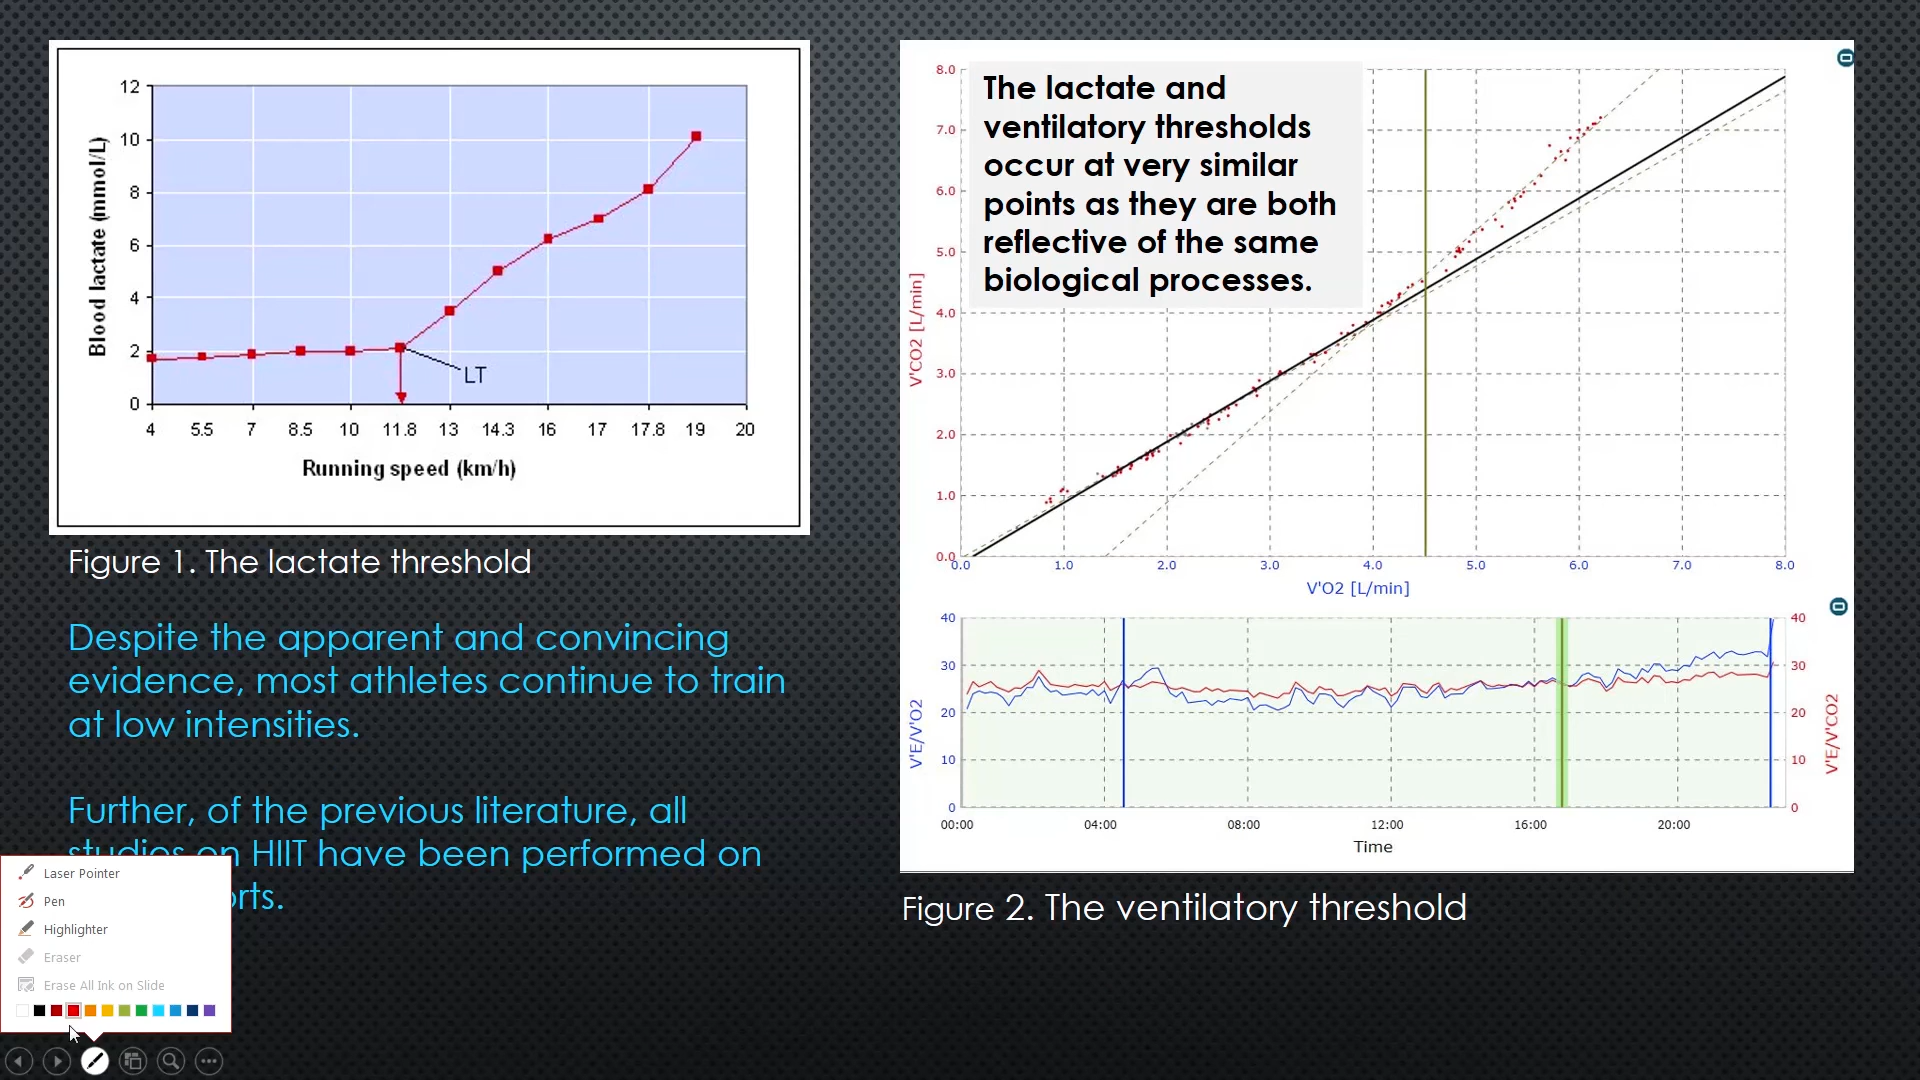 12
10
8
6
4
2
0
Blood lactate (mmol/L)
LT
4 5.5 7 8.5 10 11.8 13 14.3 16 17 17.8 19 20
Running speed (km/h)
Figure 1. The lactate threshold
Despite the apparent and convincing
evidence, most athletes continue to train
at low intensities.
Further, of the previous literature, all
studies on HIIT have been performed on
orts.
Laser Pointer
Pen
Highlighter
Eraser
Erase All Ink on Slide
The lactate and
ventilatory thresholds
occur at very similar
points as they are both
reflective of the same
biological processes.
8.0
7.0
6.0
5.0
4.0
3.0
2.0
1.0
0.0
V'CO2 [L/min]
0.0 1.0 2.0 3.0 4.0 5.0 6.0 7.0 8.0
V'O2 [L/min]
40
30
20
10
0
V'E/V'O2
40
30
20
10
0
V'E/V'CO2
00:00 04:00 08:00 12:00 16:00 20:00
Time
Figure 2. The ventilatory threshold